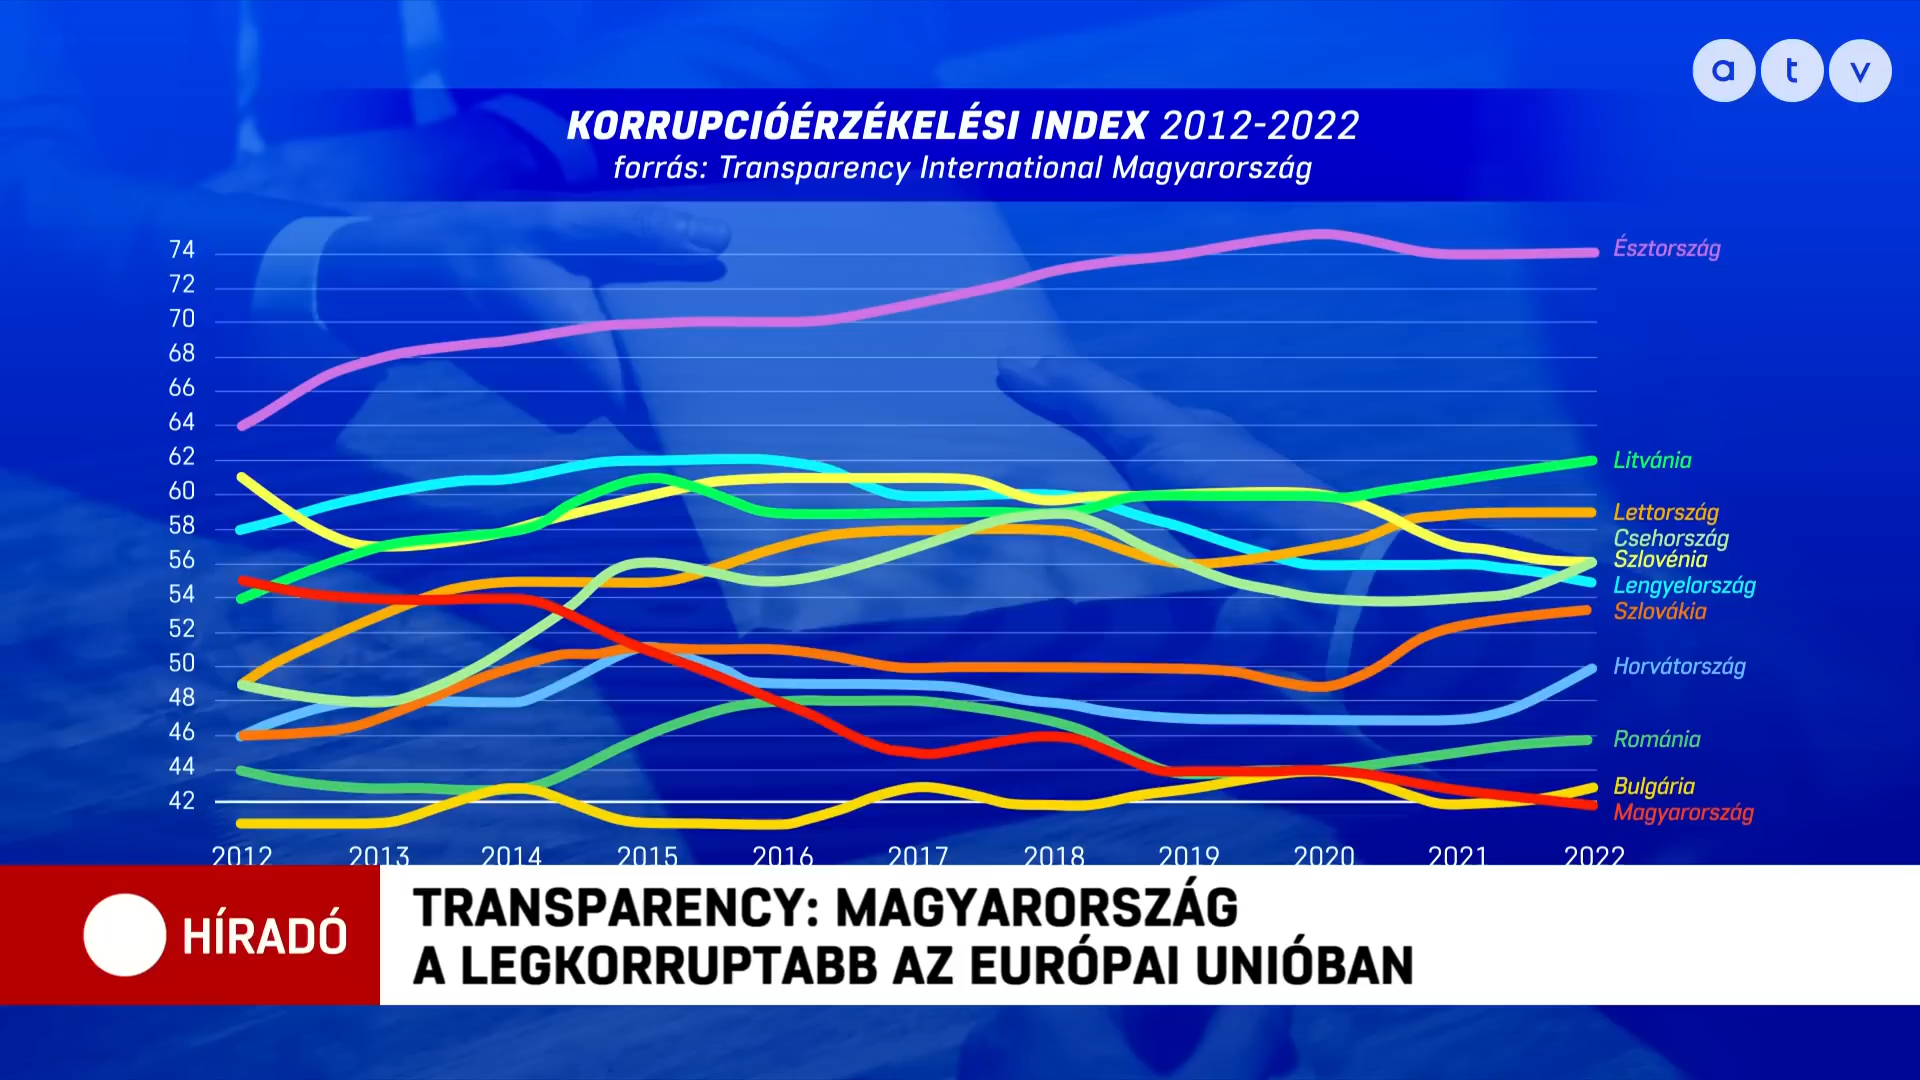 a t v
KORRUPCIÓÉRZÉKELÉSI INDEX 2012-2022
forrás: Transparency International Magyarország
74
72
70
68
66
64
62
60
58
56
54
52
50
48
46
44
42
Észtország
Litvánia
Lettország
Csehország
Szlovénia
Lengyelország
Szlovákia
Horvátország
Románia
Bulgária
Magyarország
2012 2013 2014 2015 2016 2017 2018 2019 2020 2021 2022
HÍRADÓ
TRANSPARENCY: MAGYARORSZÁG
A LEGKORRUPTABB AZ EURÓPAI UNIÓBAN